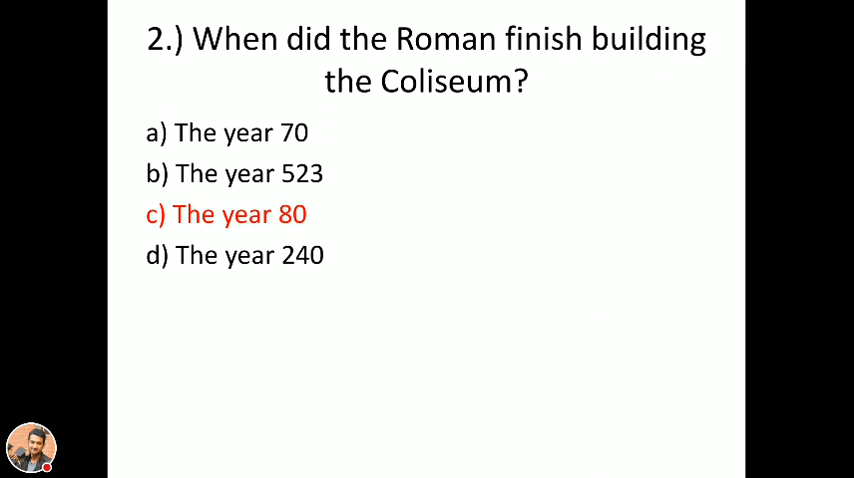 2.) When did the Roman finish building
the Coliseum?
a) The year 70
b) The year 523
c) The year 80
d) The year 240